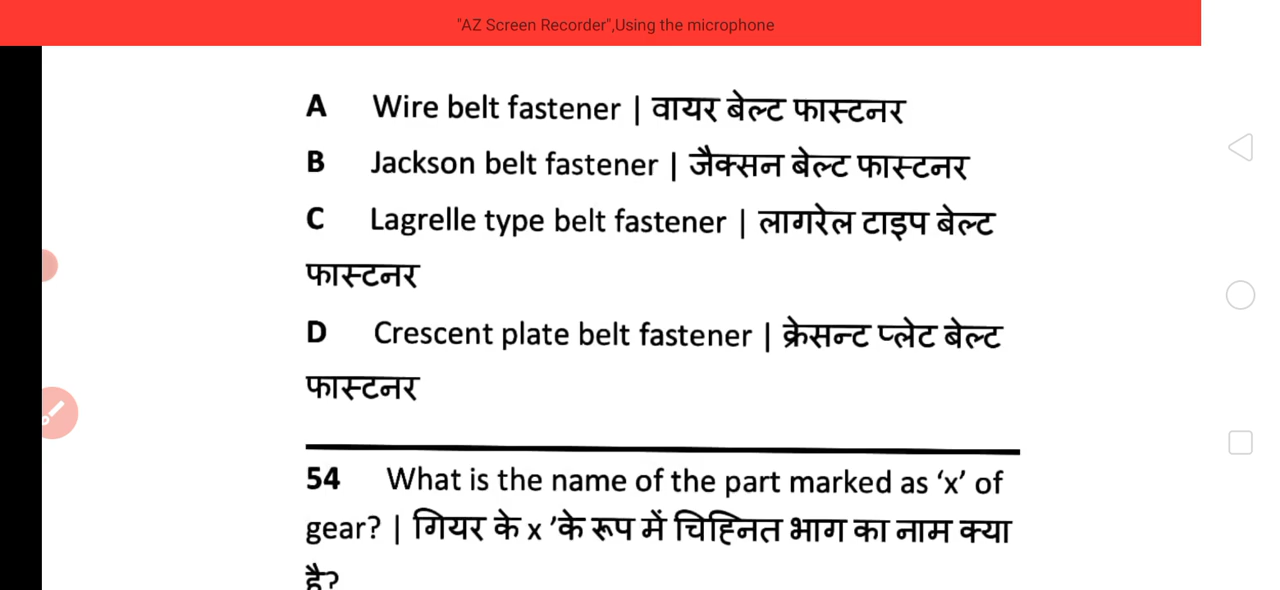 "AZ Screen Recorder",Using the microphone
A Wire belt fastener | वायर बेल्ट फास्टनर
B Jackson belt fastener | जैक्सन बेल्ट फास्टनर
C Lagrelle type belt fastener | लागरेल टाइप बेल्ट
फास्टनर
D Crescent plate belt fastener | क्रेसन्ट प्लेट बेल्ट
फास्टनर
54 What is the name of the part marked as ‘x’ of
gear? | गियर के x ’के रूप में चिह्नित भाग का नाम क्या
है?